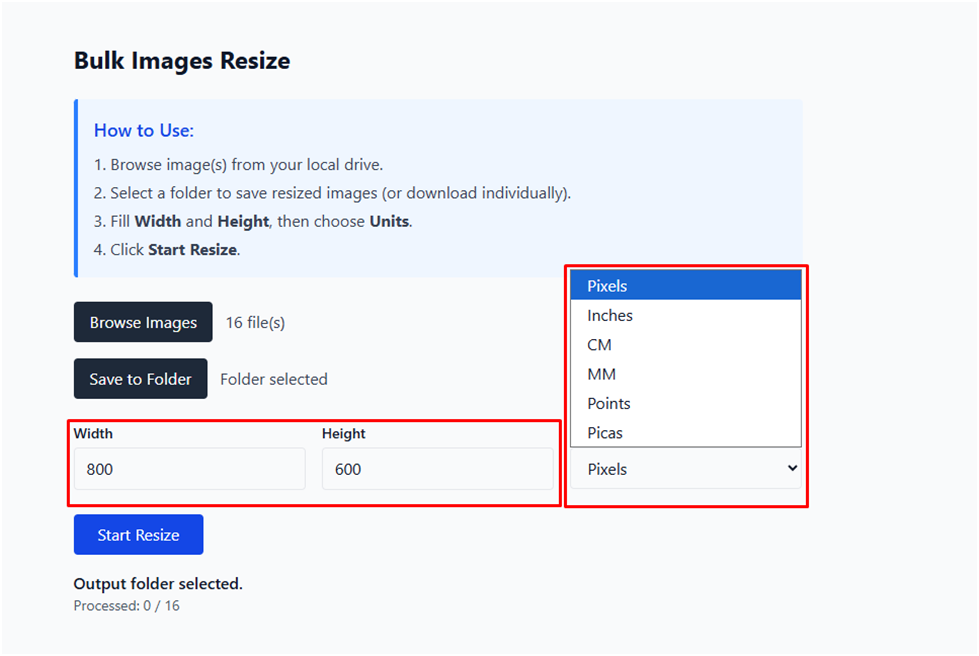 Bulk Images Resize
How to Use:
1. Browse image(s) from your local drive.
2. Select a folder to save resized images (or download individually).
3. Fill Width and Height, then choose Units.
4. Click Start Resize.
Browse Images 16 file(s)
Save to Folder Folder selected
Pixels
Inches
CM
MM
Points
Picas
Width Height
800 600 Pixels
Start Resize
Output folder selected.
Processed: 0 / 16